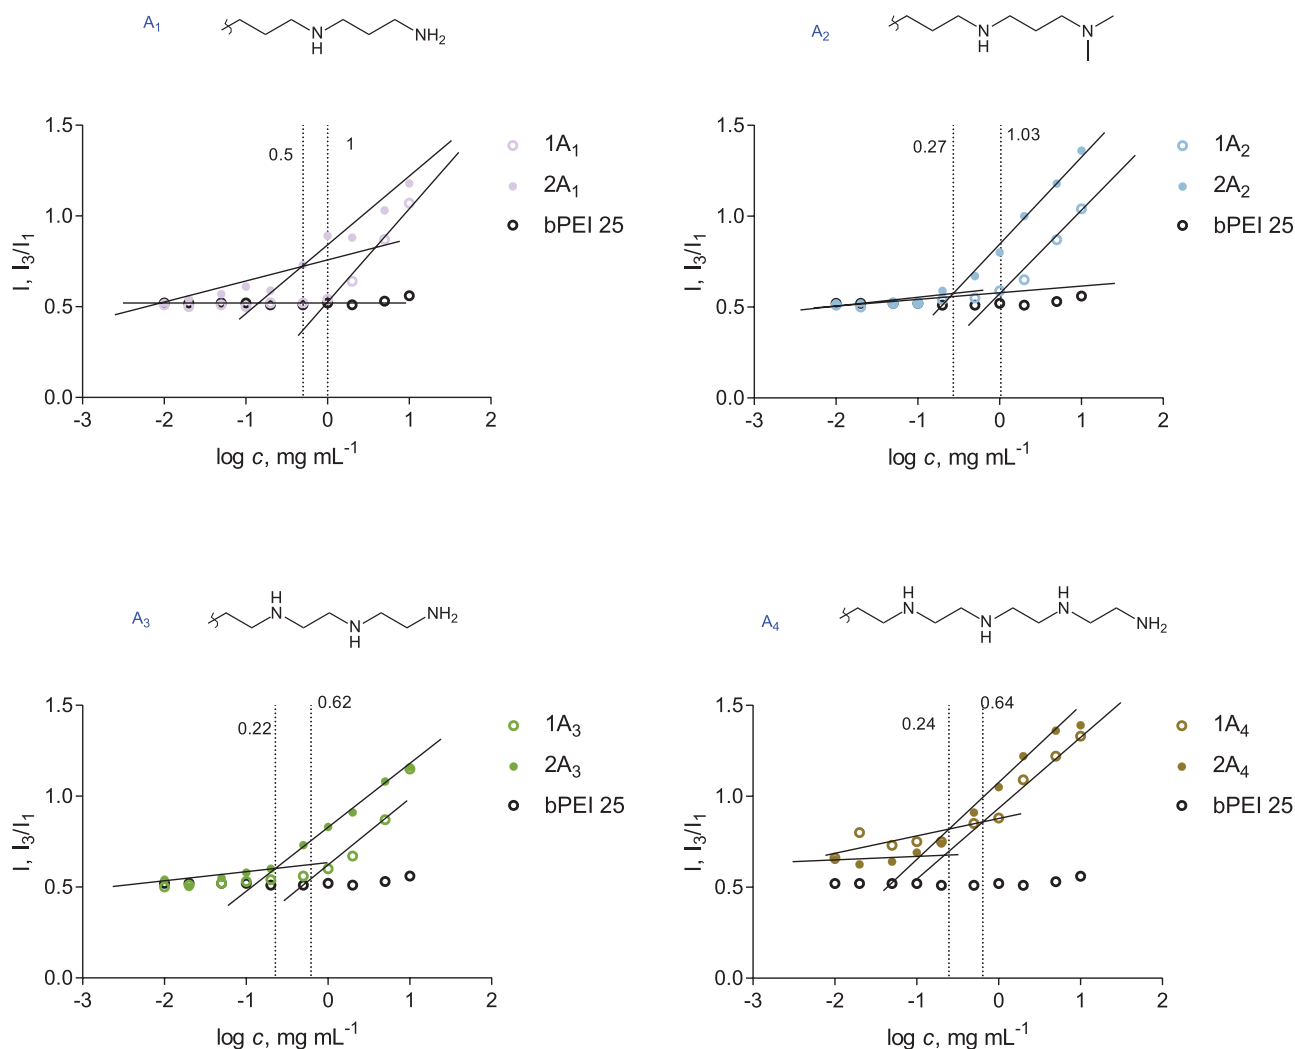 A1
N
H
NH2
0.5
1
1.5
1.0
0.5
0.0
-3
-2
-1
0
1
2
I, I3/I1
log c, mg mL-1
1A1
2A1
bPEI 25
A2
N
H
N
0.27
1.03
1.5
1.0
0.5
0.0
-3
-2
-1
0
1
2
I, I3/I1
log c, mg mL-1
1A2
2A2
bPEI 25
A3
H
N
N
H
NH2
0.22
0.62
1.5
1.0
0.5
0.0
-3
-2
-1
0
1
2
I, I3/I1
log c, mg mL-1
1A3
2A3
bPEI 25
A4
H
N
N
H
H
N
NH2
0.24
0.64
1.5
1.0
0.5
0.0
-3
-2
-1
0
1
2
I, I3/I1
log c, mg mL-1
1A4
2A4
bPEI 25